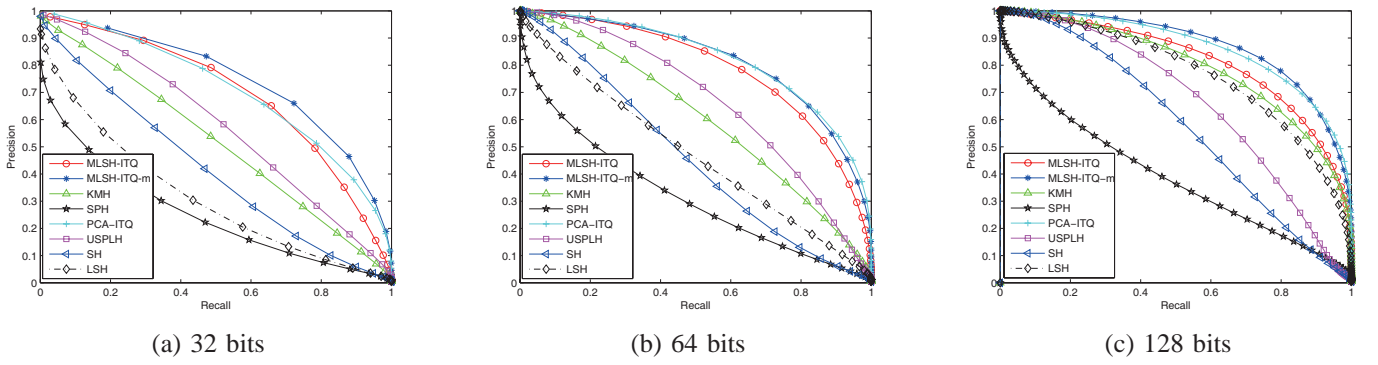 1
0.9
0.8
0.7
0.6
0.5
0.4
0.3
0.2
0.1
0
Precision
MLSH-ITQ
MLSH-ITQ-m
KMH
SPH
PCA-ITQ
USPLH
SH
LSH
0 0.2 0.4 0.6 0.8 1
Recall
(a) 32 bits
1
0.9
0.8
0.7
0.6
0.5
0.4
0.3
0.2
0.1
0
Precision
MLSH-ITQ
MLSH-ITQ-m
KMH
SPH
PCA-ITQ
USPLH
SH
LSH
0 0.2 0.4 0.6 0.8 1
Recall
(b) 64 bits
1
0.9
0.8
0.7
0.6
0.5
0.4
0.3
0.2
0.1
0
Precision
MLSH-ITQ
MLSH-ITQ-m
KMH
SPH
PCA-ITQ
USPLH
SH
LSH
0 0.2 0.4 0.6 0.8 1
Recall
(c) 128 bits